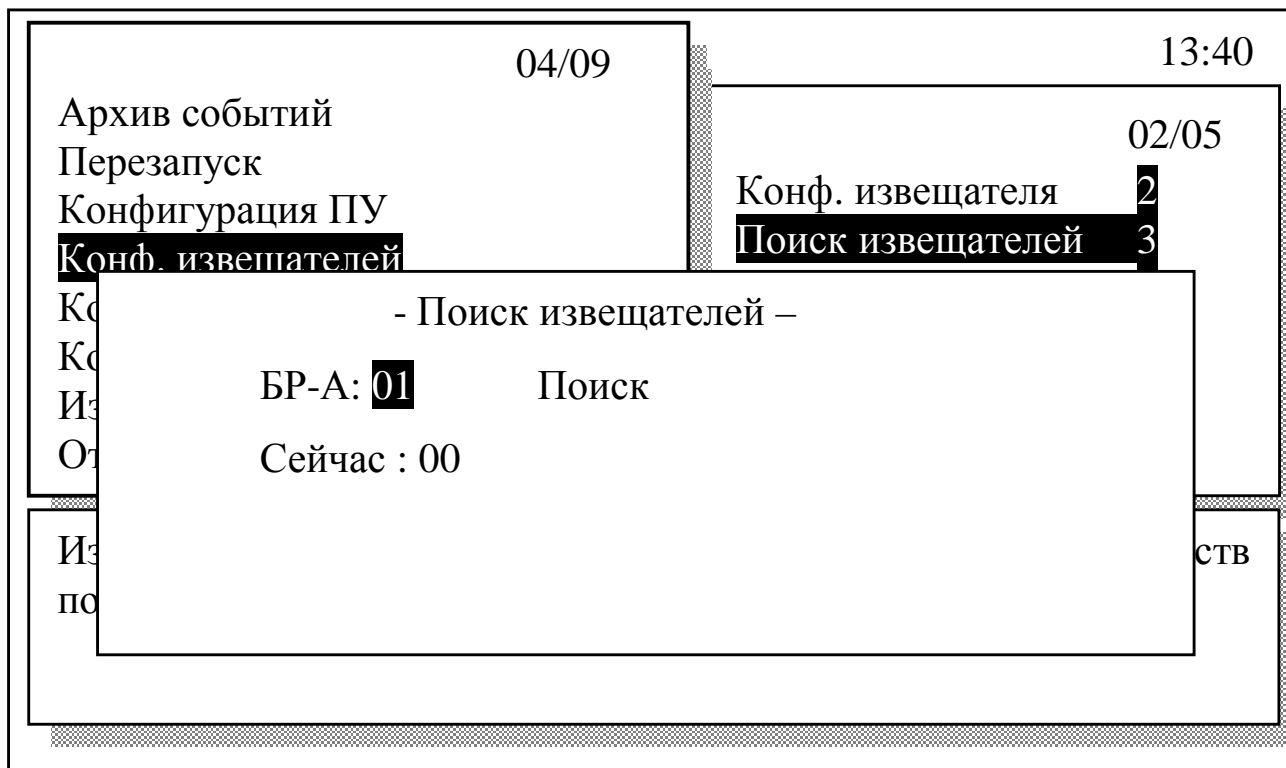 04/09
Архив событий
Перезапуск
Конфигурация ПУ
Конф. извещателей
13:40
02/05
Конф. извещателя 2
Поиск извещателей 3
- Поиск извещателей –
БР-А: 01 Поиск
Сейчас : 00